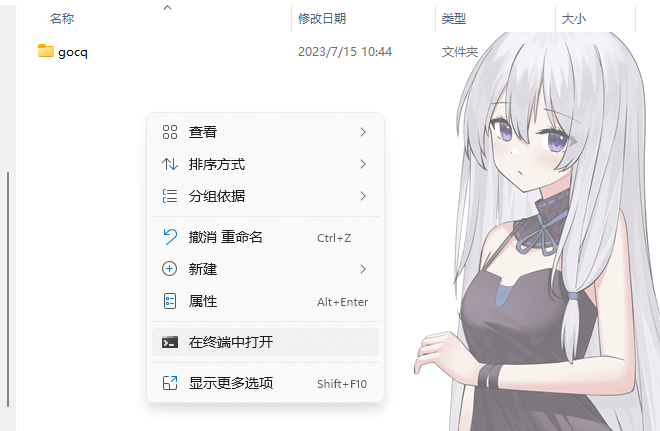 名称 修改日期 类型 大小
gocq 2023/7/15 10:44 文件夹
查看
排序方式
分组依据
撤消 重命名 Ctrl+Z
新建
属性 Alt+Enter
在终端中打开
显示更多选项 Shift+F10